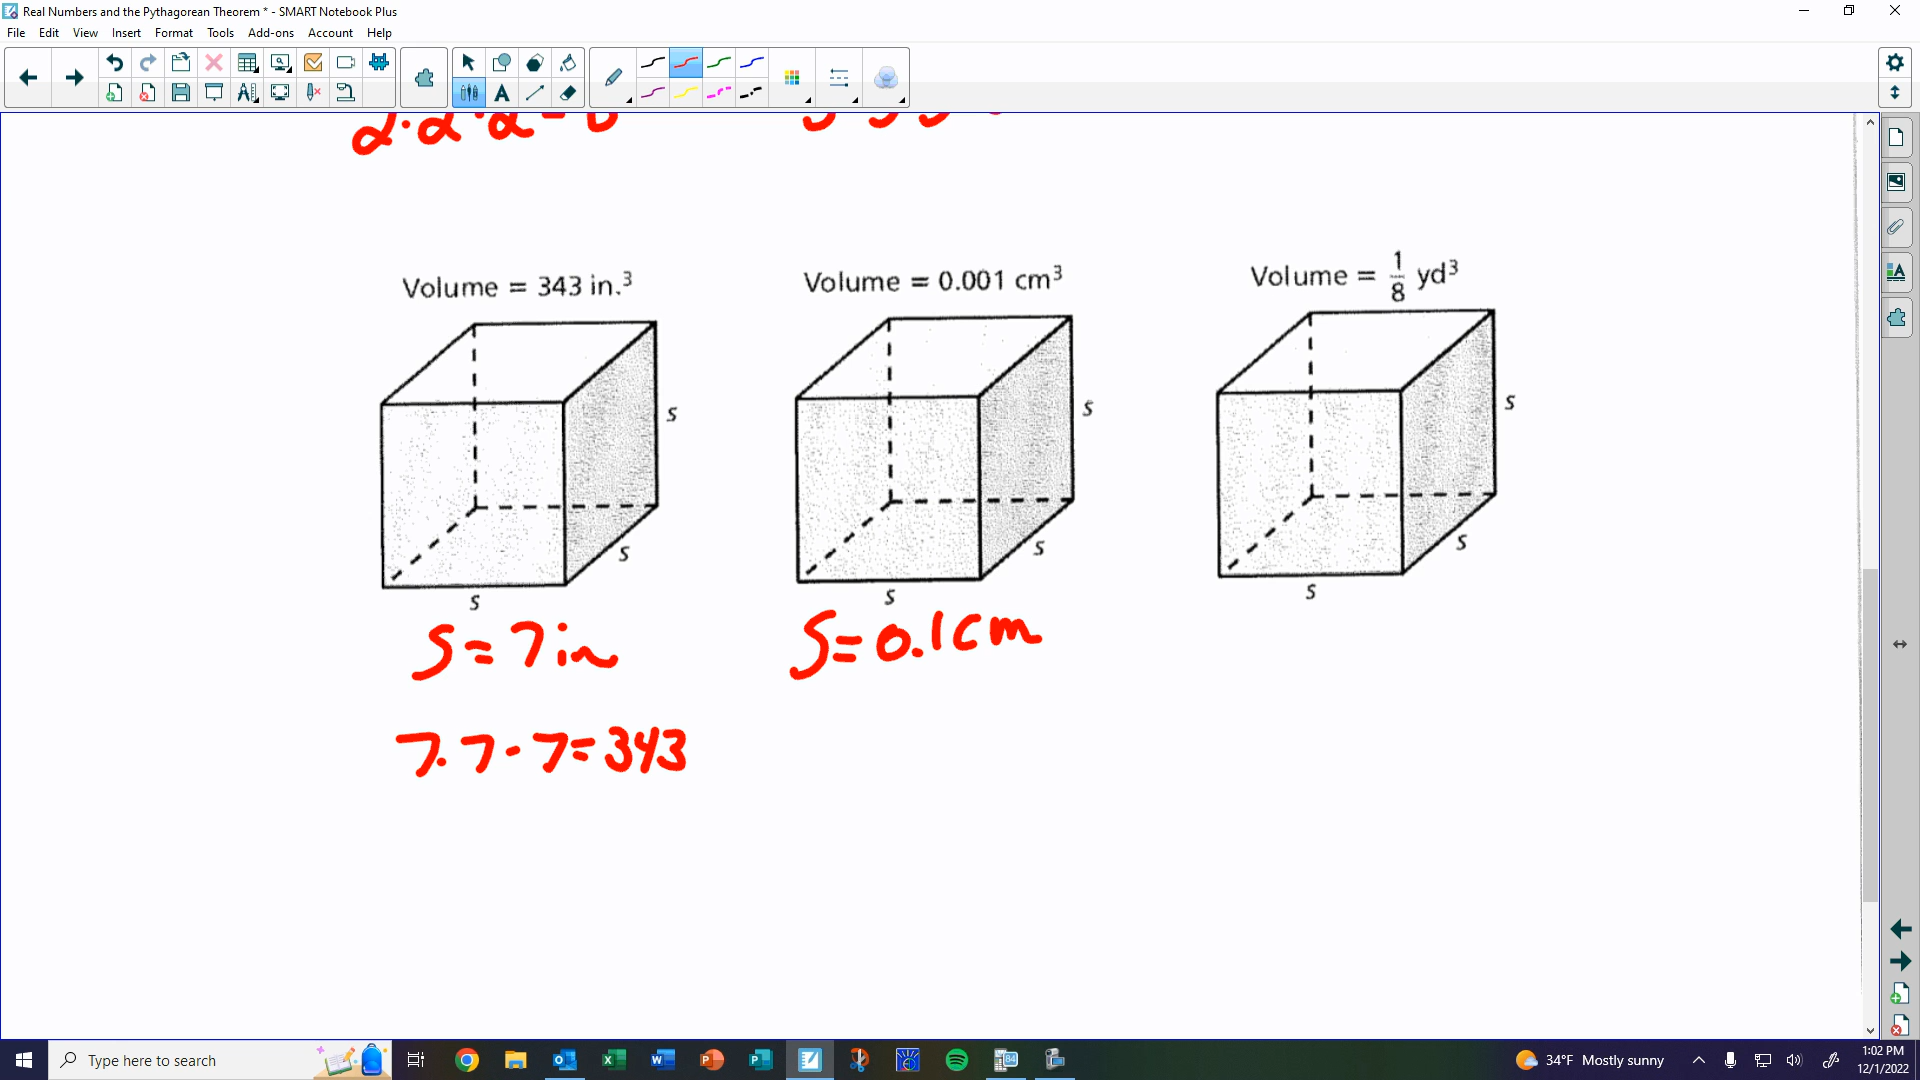 Real Numbers and the Pythagorean Theorem * - SMART Notebook Plus
File Edit View Insert Format Tools Add-ons Account Help
Volume = 343 in.³
Volume = 0.001 cm³
Volume = 1/8 yd³
s
s
s
s
s
s
s
s
s
S = 7 in
S = 0.1 cm
7 · 7 · 7 = 343
Type here to search
34°F Mostly sunny
1:02 PM
12/1/2022